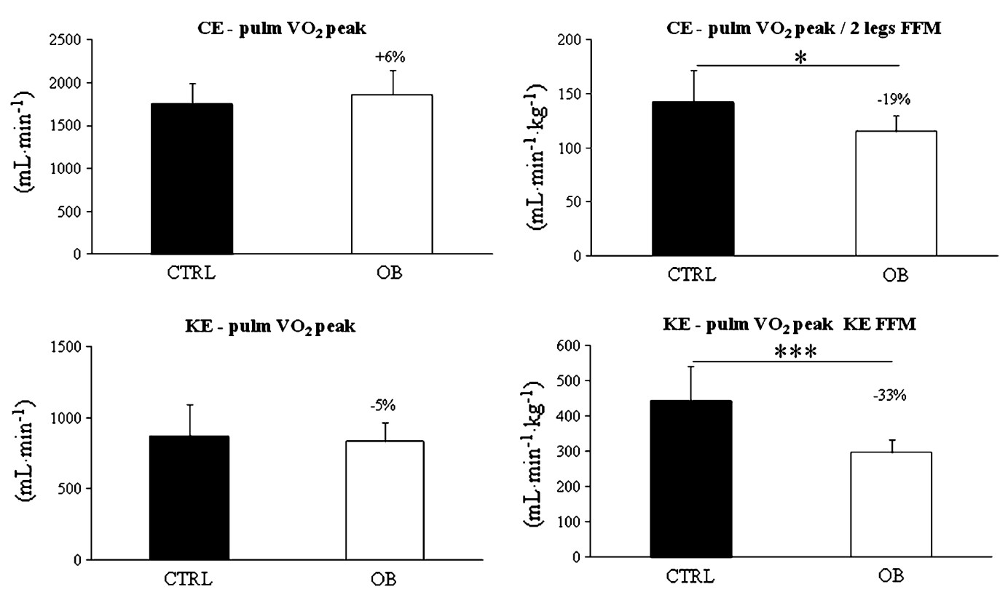 CE - pulm VO₂ peak
(mL·min⁻¹)
2500
2000
1500
1000
500
0
+6%
CTRL
OB
CE - pulm VO₂ peak / 2 legs FFM
(mL·min⁻¹·kg⁻¹)
200
150
100
50
0
*
-19%
CTRL
OB
KE - pulm VO₂ peak
(mL·min⁻¹)
1500
1000
500
0
-5%
CTRL
OB
KE - pulm VO₂ peak KE FFM
(mL·min⁻¹·kg⁻¹)
600
500
400
300
200
100
0
***
-33%
CTRL
OB